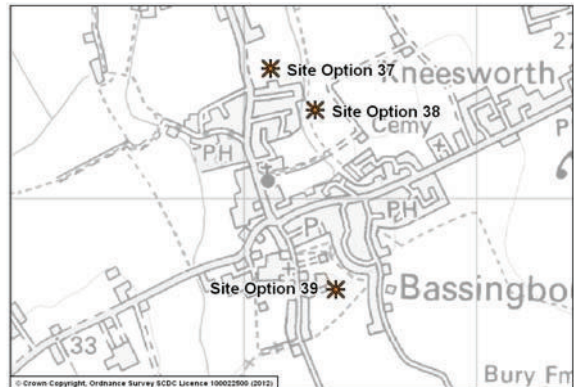 27
Site Option 37
Kneesworth
Site Option 38
Cemy
PH
P
P
PH
Site Option 39
Bassingbo
33
Bury Fm
© Crown Copyright, Ordnance Survey SCDC Licence 100022500 (2012)